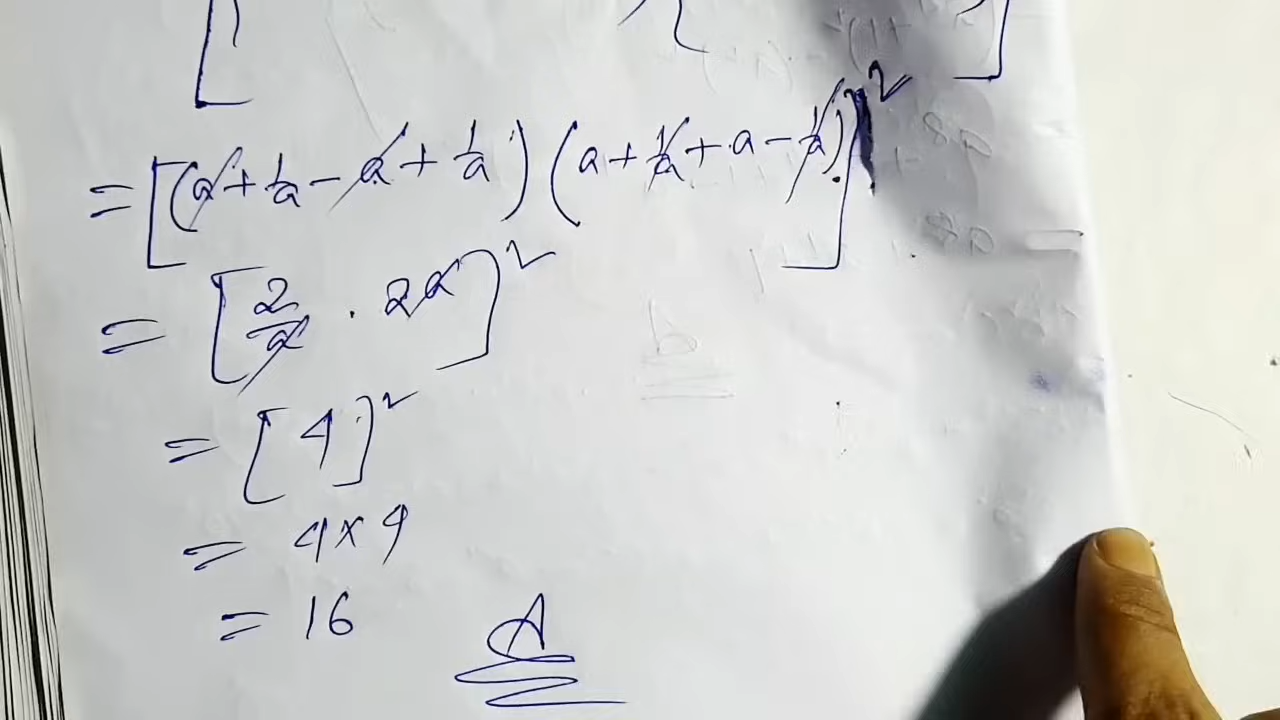 = [(a + 1/a - a + 1/a) (a + 1/a + a - 1/a)]²
= [2/a . 2a]²
= [4]²
= 4 × 4
= 16
A